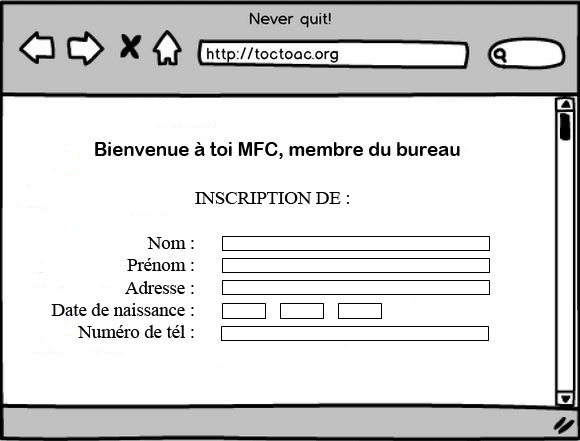 Never quit!
http://toctoac.org
Bienvenue à toi MFC, membre du bureau
INSCRIPTION DE :
Nom :
Prénom :
Adresse :
Date de naissance :
Numéro de tél :